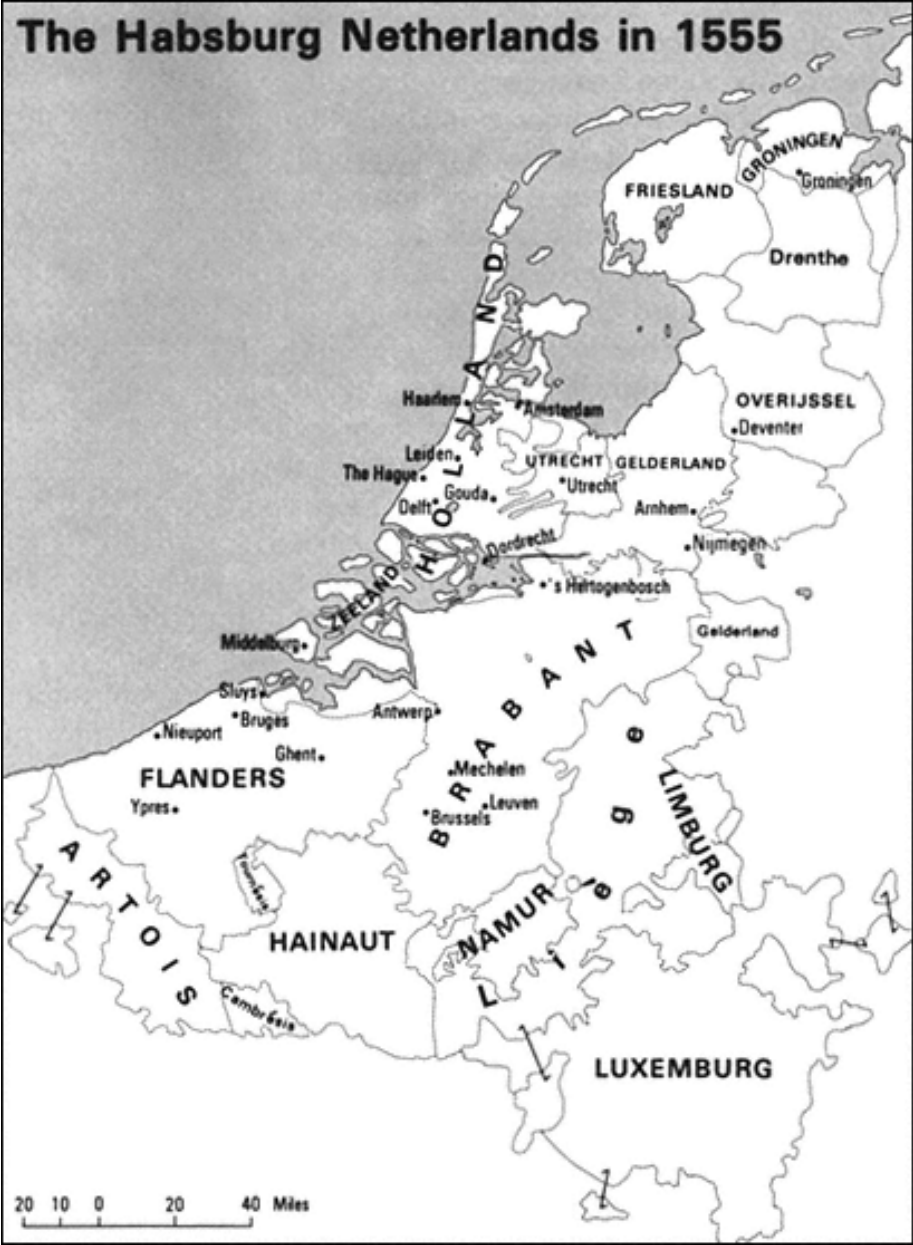 The Habsburg Netherlands in 1555
GRONINGEN
Groningen
FRIESLAND
Drenthe
HOLLAND
OVERIJSSEL
Haarlem
Amsterdam
Deventer
Leiden
UTRECHT
GELDERLAND
The Hague
Utrecht
Gouda
Delft
Arnhem
Dordrecht
Nijmegen
ZEELAND
's Hertogenbosch
Middelburg
Gelderland
BRABANT
Sluys
Bruges
Antwerp
Nieuport
Ghent
FLANDERS
Mechelen
Ypres
Leuven
Brussels
Liège
LIMBURG
ARTOIS
Tournésis
NAMUR
HAINAUT
Cambrésis
LUXEMBURG
20 10 0 20 40 Miles